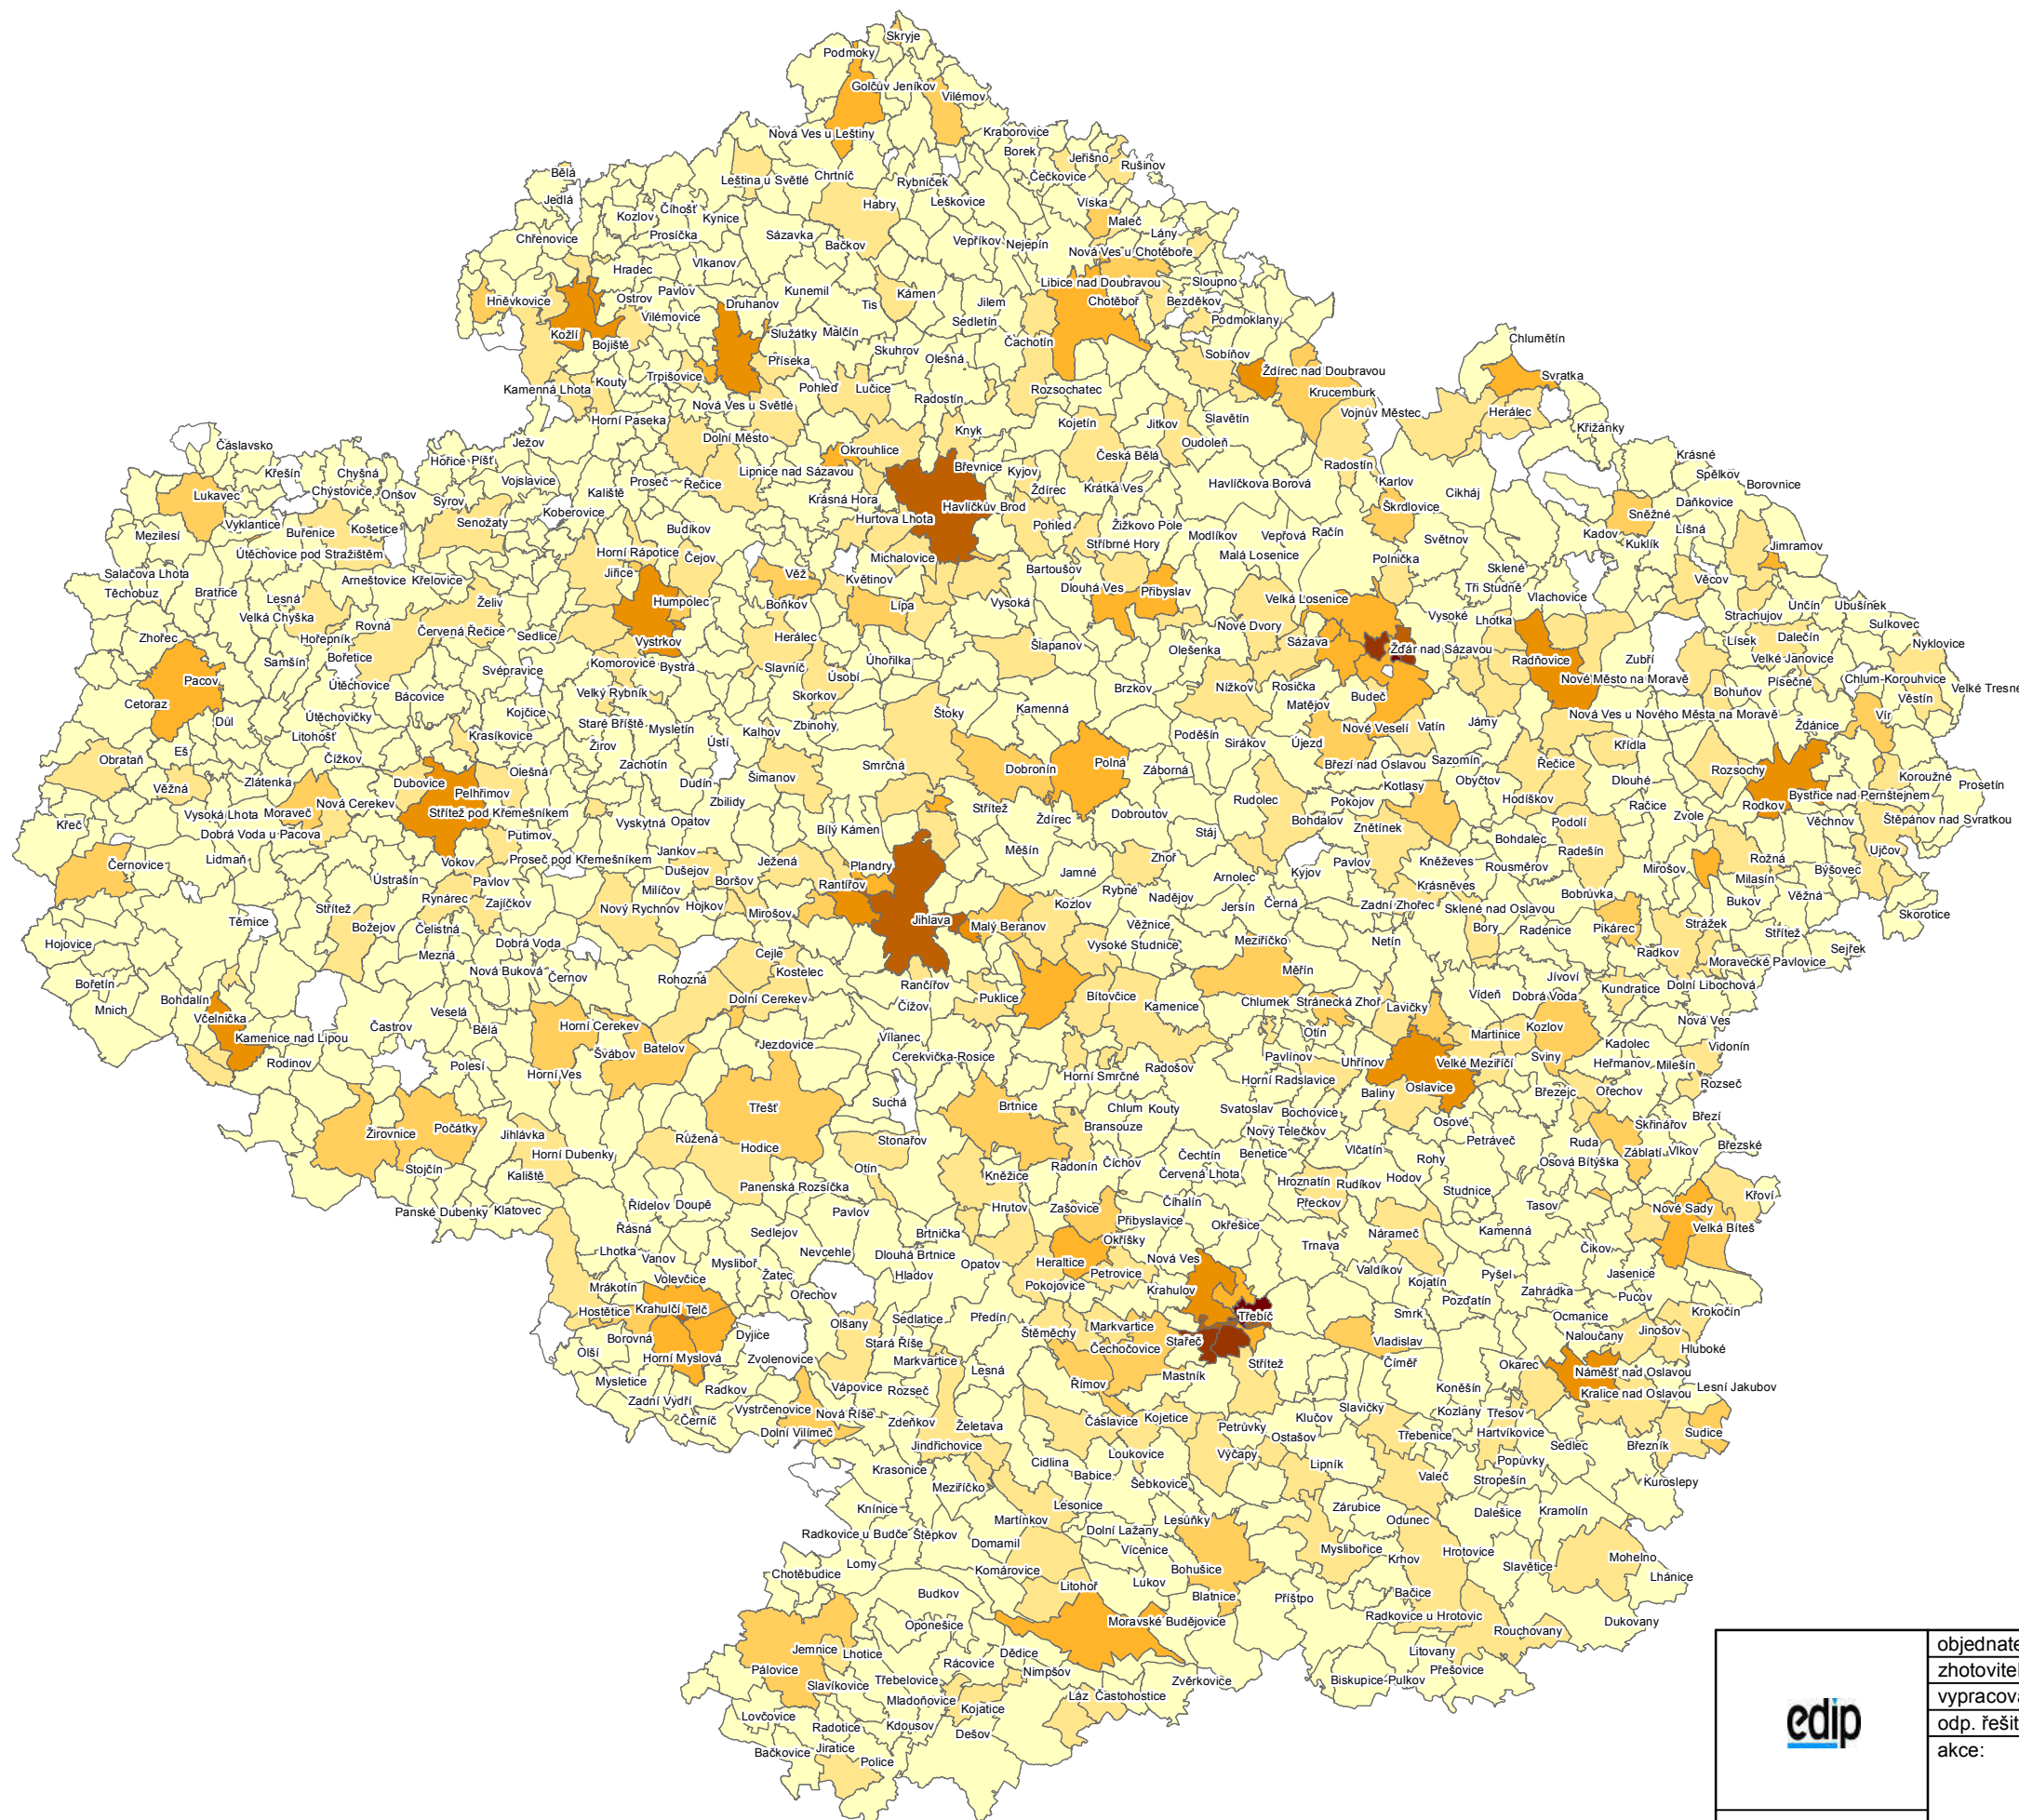 Skryje
Podmoky
Golčův Jeníkov
Vilémov
Nová Ves u Leštiny
Kraborovice
Borek
Jeřišno
Rušinov
Čečkovice
Bělá
Leština u Světlé
Chrtníč
Rybníček
Jedlá
Kozlov
Číhošť
Kynice
Habry
Leškovice
Víska
Maleč
Prosíčka
Sázavka
Bačkov
Vepříkov
Nejepín
Lány
Nová Ves u Chotěboře
Chřenovice
Hradec
Vlkanov
Libice nad Doubravou
Sloupno
Hněvkovice
Ostrov
Pavlov
Druhanov
Kunemil
Tis
Kámen
Jilem
Chotěboř
Bezděkov
Vilémovice
Služátky
Malčín
Sedletín
Podmoklany
Kožlí
Bojiště
Příseka
Skuhrov
Olešná
Čachotín
Sobíňov
Chlumětín
Ždírec nad Doubravou
Svratka
Kamenná Lhota
Kouty
Trpišovice
Pohleď
Lučice
Radostín
Rozsochatec
Krucemburk
Nová Ves u Světlé
Vojnův Městec
Herálec
Horní Paseka
Kojetín
Jitkov
Slavětín
Křižánky
Čáslavsko
Ježov
Dolní Město
Okrouhlice
Knyk
Oudoleň
Krásné
Křešín
Chyšná
Hořice
Píšť
Lipnice nad Sázavou
Břevnice
Kyjov
Česká Bělá
Radostín
Karlov
Spělkov
Borovnice
Lukavec
Chýstovice
Onšov
Syrov
Vojslavice
Kaliště
Proseč
Řečice
Krásná Hora
Ždírec
Krátká Ves
Havlíčkova Borová
Cikháj
Daňkovice
Vyklantice
Košetice
Senožaty
Koberovice
Havlíčkův Brod
Škrdlovice
Sněžné
Mezilesí
Buřenice
Budíkov
Hurtova Lhota
Pohled
Žižkovo Pole
Modlíkov
Vepřová
Račín
Světnov
Kadov
Kuklík
Líšná
Jimramov
Útěchovice pod Stražištěm
Horní Rápotice
Čejov
Michalovice
Stříbrné Hory
Malá Losenice
Polnička
Salačova Lhota
Arneštovice
Křelovice
Jiřice
Věž
Květinov
Bartoušov
Sklené
Věcov
Těchobuz
Bratřice
Lesná
Želiv
Humpolec
Boňkov
Lípa
Vysoká
Dlouhá Ves
Přibyslav
Velká Losenice
Tři Studně
Vlachovice
Strachujov
Unčín
Ubušínek
Velká Chyška
Rovná
Vysoké
Lhotka
Sulkovec
Zhořec
Hořepník
Červená Řečice
Sedlice
Vystrkov
Herálec
Šlapanov
Nové Dvory
Sázava
Žďár nad Sázavou
Lísek
Dalečín
Nyklovice
Samšín
Bořetice
Svépravice
Komorovice
Bystrá
Slavníč
Úhořilka
Olešenka
Radňovice
Zubří
Velké Janovice
Pacov
Útěchovice
Bácovice
Velký Rybník
Skorkov
Úsobí
Brzkov
Nížkov
Rosička
Budeč
Nové Město na Moravě
Bohuňov
Písečné
Chlum-Korouhvice
Velké Tresné
Cetoraz
Důl
Útěchovičky
Kojčice
Staré Bříště
Mysletín
Kalhov
Zbinohy
Štoky
Kamenná
Matějov
Nové Veselí
Vatín
Jámy
Nová Ves u Nového Města na Moravě
Věstín
Eš
Litohošť
Krasíkovice
Žirov
Ústí
Poděšín
Sirákov
Újezd
Ždánice
Vír
Obrataň
Čížkov
Olešná
Zachotín
Smrčná
Dobronín
Polná
Záborná
Březí nad Oslavou
Sazomín
Křídla
Věžná
Zlátenka
Dubovice
Pelhřimov
Dudín
Šimanov
Obyčtov
Řečice
Rozsochy
Koroužné
Prosetín
Moraveč
Nová Cerekev
Zbilidy
Střítež
Rudolec
Pokojov
Kotlasy
Dlouhé
Bystřice nad Pernštejnem
Vysoká Lhota
Střítež pod Křemešníkem
Vyskytná
Opatov
Ždírec
Dobroutov
Hodíškov
Račice
Rodkov
Křeč
Dobrá Voda u Pacova
Putimov
Bílý Kámen
Stáj
Bohdalov
Znětínek
Podolí
Zvole
Věchnov
Štěpánov nad Svratkou
Černovice
Lidmaň
Vokov
Proseč pod Křemešníkem
Jankov
Dušejov
Ježená
Plandry
Měšín
Zhoř
Pavlov
Bohdalec
Radešín
Rožná
Ujčov
Ústrašín
Pavlov
Boršov
Rantířov
Jamné
Arnolec
Kyjov
Kněževes
Rousměrov
Mirošov
Milasín
Býšovec
Rynárec
Zajíčkov
Milíčov
Rybné
Nadějov
Krásněves
Bobrůvka
Bukov
Věžná
Střítež
Nový Rychnov
Hojkov
Mirošov
Jihlava
Malý Beranov
Kozlov
Jersín
Černá
Zadní Zhořec
Sklené nad Oslavou
Skorotice
Těmice
Božejov
Čelistná
Věžnice
Bory
Radenice
Pikárec
Strážek
Střítež
Hojovice
Mezná
Dobrá Voda
Cejle
Vysoké Studnice
Meziříčko
Netín
Radkov
Sejřek
Nová Buková
Černov
Rohozná
Kostelec
Měřín
Moravecké Pavlovice
Bořetín
Bohdalín
Rančířov
Jívoví
Dolní Libochová
Mnich
Dolní Cerekev
Čížov
Puklice
Bítovčice
Kamenice
Chlumek
Stránecká Zhoř
Lavičky
Vídeň
Dobrá Voda
Kundratice
Včelnička
Veselá
Horní Cerekev
Vílanec
Otín
Kozlov
Nová Ves
Kamenice nad Lipou
Častrov
Bělá
Švábov
Batelov
Jezdovice
Cerekvička-Rosice
Pavlínov
Uhřínov
Martinice
Kadolec
Vidonín
Rodinov
Polesí
Horní Ves
Horní Smrčné
Radošov
Horní Radslavice
Velké Meziříčí
Sviny
Heřmanov
Milešín
Rozseč
Třešť
Suchá
Brtnice
Chlum
Kouty
Svatoslav
Bochovice
Baliny
Oslavice
Březejc
Ořechov
Žirovnice
Počátky
Jihlávka
Růžená
Hodice
Stonařov
Bransouze
Nový Telečkov
Osové
Petráveč
Skřinářov
Březí
Stojčín
Horní Dubenky
Čechtín
Benetice
Vlčatín
Ruda
Březské
Kaliště
Otín
Radonín
Číchov
Červená Lhota
Rohy
Osová Bítýška
Záblatí
Vlkov
Kněžice
Hroznatín
Rudíkov
Hodov
Panské Dubenky
Klatovec
Panenská Rozsíčka
Přeckov
Studnice
Křoví
Řídelov
Doupě
Pavlov
Hrutov
Zašovice
Číhalín
Tasov
Nové Sady
Řásná
Sedlejov
Brtnička
Přibyslavice
Okřešice
Nárameč
Kamenná
Velká Bíteš
Lhotka
Vanov
Mysliboř
Nevcehle
Dlouhá Brtnice
Opatov
Heraltice
Okříšky
Nová Ves
Trnava
Čikov
Mrákotín
Volevčice
Žatec
Hladov
Pokojovice
Petrovice
Krahulov
Valdíkov
Kojatín
Pyšel
Jasenice
Hostětice
Krahulčí
Telč
Ořechov
Sedlatice
Předín
Pozďatín
Zahrádka
Pucov
Borovná
Dyjice
Olšany
Štěměchy
Markvartice
Třebíč
Smrk
Ocmanice
Krokočín
Olší
Horní Myslová
Zvolenovice
Stará Říše
Čechočovice
Stařeč
Vladislav
Naloučany
Jinošov
Mysletice
Radkov
Markvartice
Lesná
Římov
Mastník
Střítež
Číměř
Okarec
Hluboké
Náměšť nad Oslavou
Zadní Vydří
Vápovice
Rozseč
Koněšín
Kralice nad Oslavou
Lesní Jakubov
Černíč
Vystrčenovice
Nová Říše
Zdeňkov
Želetava
Čáslavice
Kojetice
Petrůvky
Klučov
Slavičky
Kozlany
Třesov
Dolní Vilímeč
Jindřichovice
Ostašov
Třebenice
Hartvíkovice
Sedlec
Březník
Sudice
Krasonice
Meziříčko
Cidlina
Loukovice
Výčapy
Lipník
Popůvky
Babice
Šebkovice
Valeč
Stropešín
Kuroslepy
Knínice
Lesonice
Zárubice
Dalešice
Kramolín
Radkovice u Budče
Štěpkov
Martínkov
Dolní Lažany
Lesůňky
Odunec
Domamil
Vícenice
Myslibořice
Krhov
Hrotovice
Slavětice
Mohelno
Lomy
Komárovice
Bohušice
Chotěbudice
Litohoř
Lukov
Lhánice
Budkov
Blatnice
Příštpo
Bačice
Oponešice
Moravské Budějovice
Radkovice u Hrotovic
Dukovany
Rouchovany
Jemnice
Lhotice
Dědice
Pálovice
Rácovice
Nimpšov
Litovany
Přešovice
Slavíkovice
Třebelovice
Zvěrkovice
Biskupice-Pulkov
Mladoňovice
Láz
Častohostice
Lovčovice
Kojatice
Radotice
Kdousov
Dešov
Bačkovice
Jiratice
Police
edip
objednate
zhotovitel
vypracova
odp. řešit
akce: